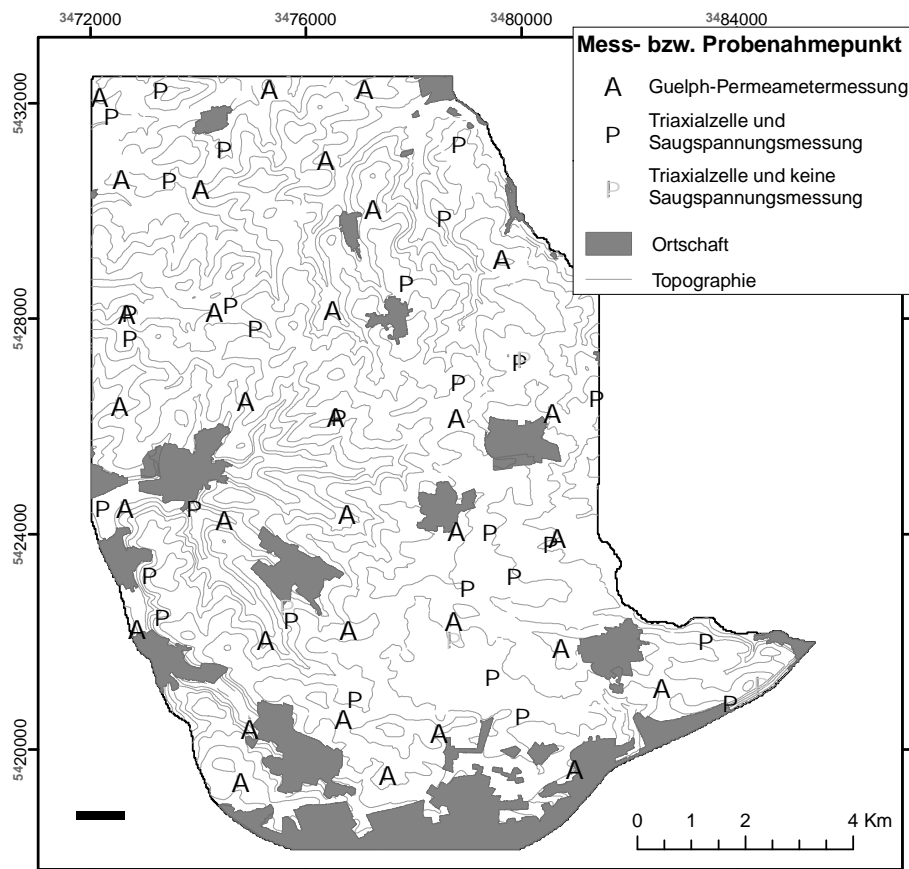 3472000 3476000 3480000 3484000
Mess- bzw. Probenahmepunkt
A Guelph-Permeametermessung
P Triaxialzelle und
Saugspannungsmessung
P Triaxialzelle und keine
Saugspannungsmessung
Ortschaft
Topographie
5432000
5428000
5424000
5420000
A P A A
P
P P
A
A P A
A P
A
P
A P A P A
P P
P P
P
P
A A A P A A
P A P A A A P A P
P P P
P A A P A P P
A A P
P A P P
A A A P
A A A
0 1 2 4 Km